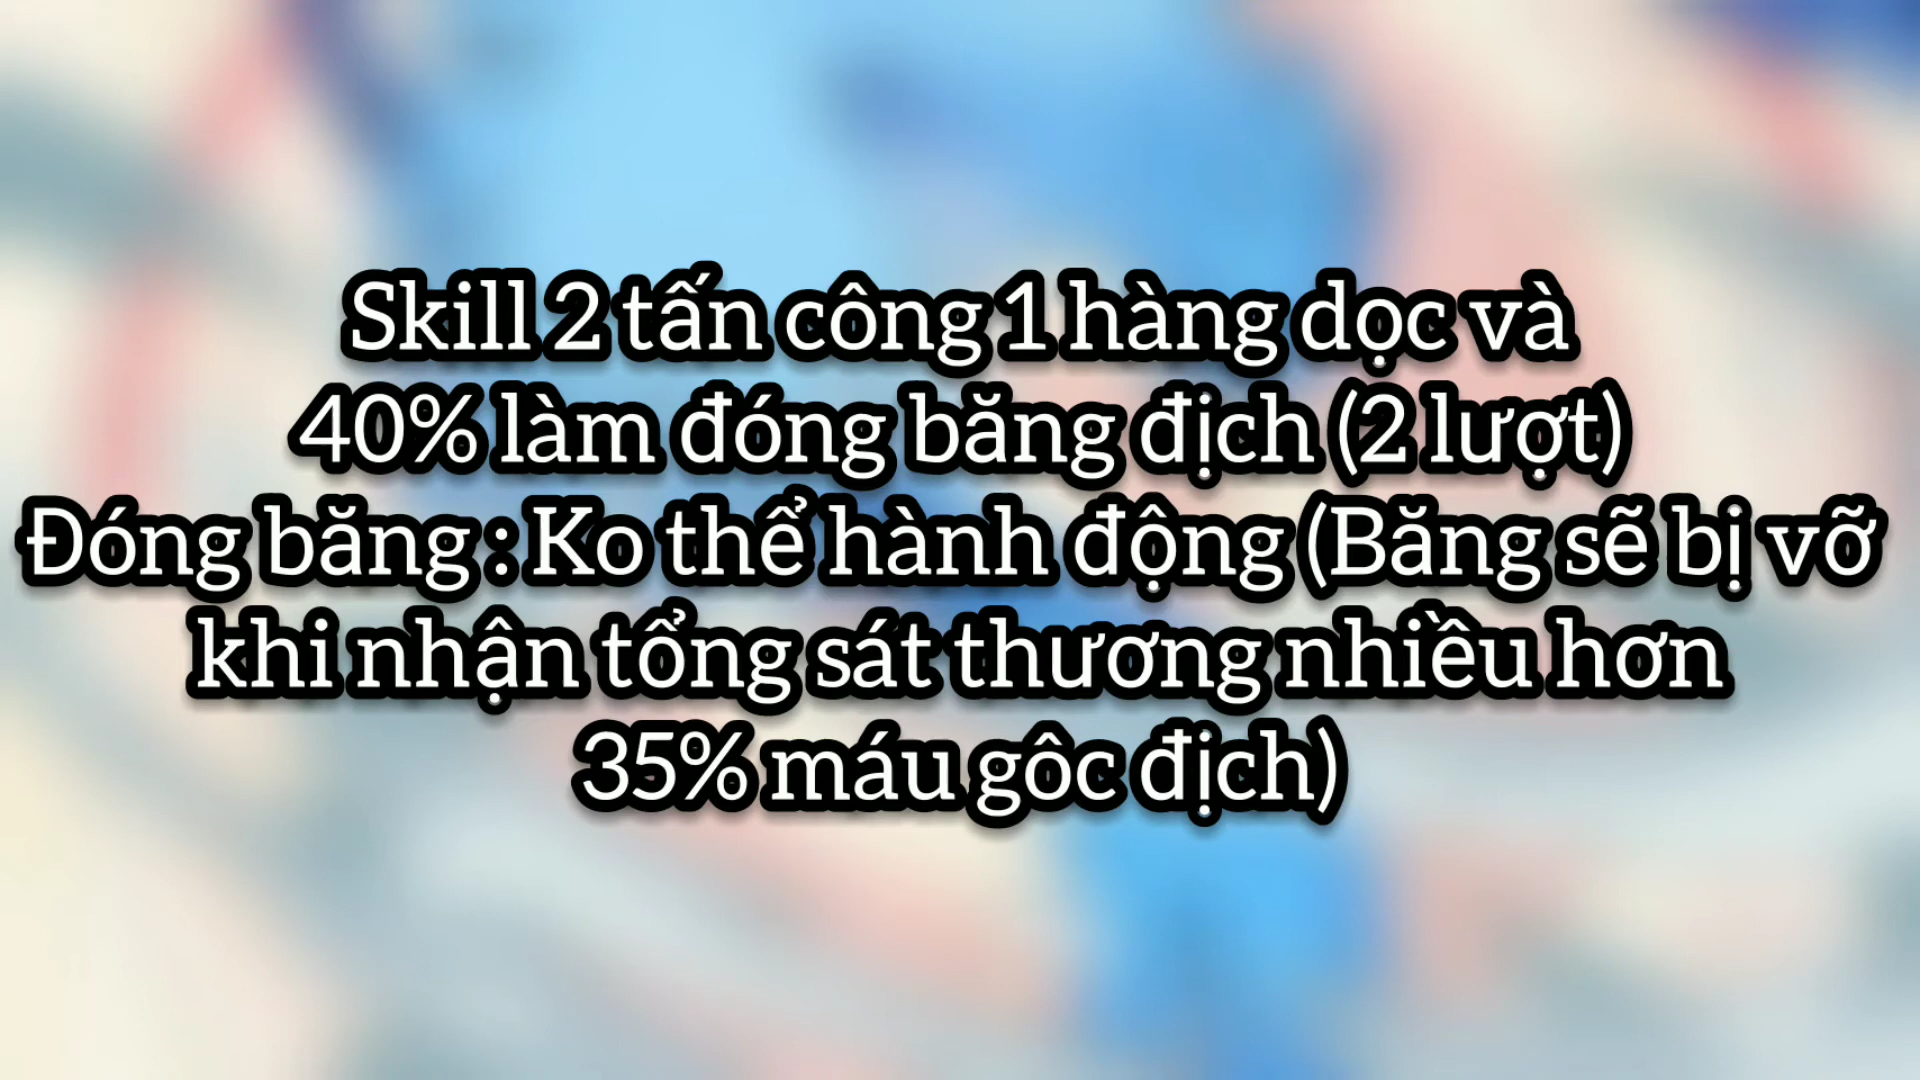 Skill 2 tấn công 1 hàng dọc và
40% làm đóng băng địch (2 lượt)
Đóng băng : Ko thể hành động (Băng sẽ bị vỡ
khi nhận tổng sát thương nhiều hơn
35% máu gôc địch)